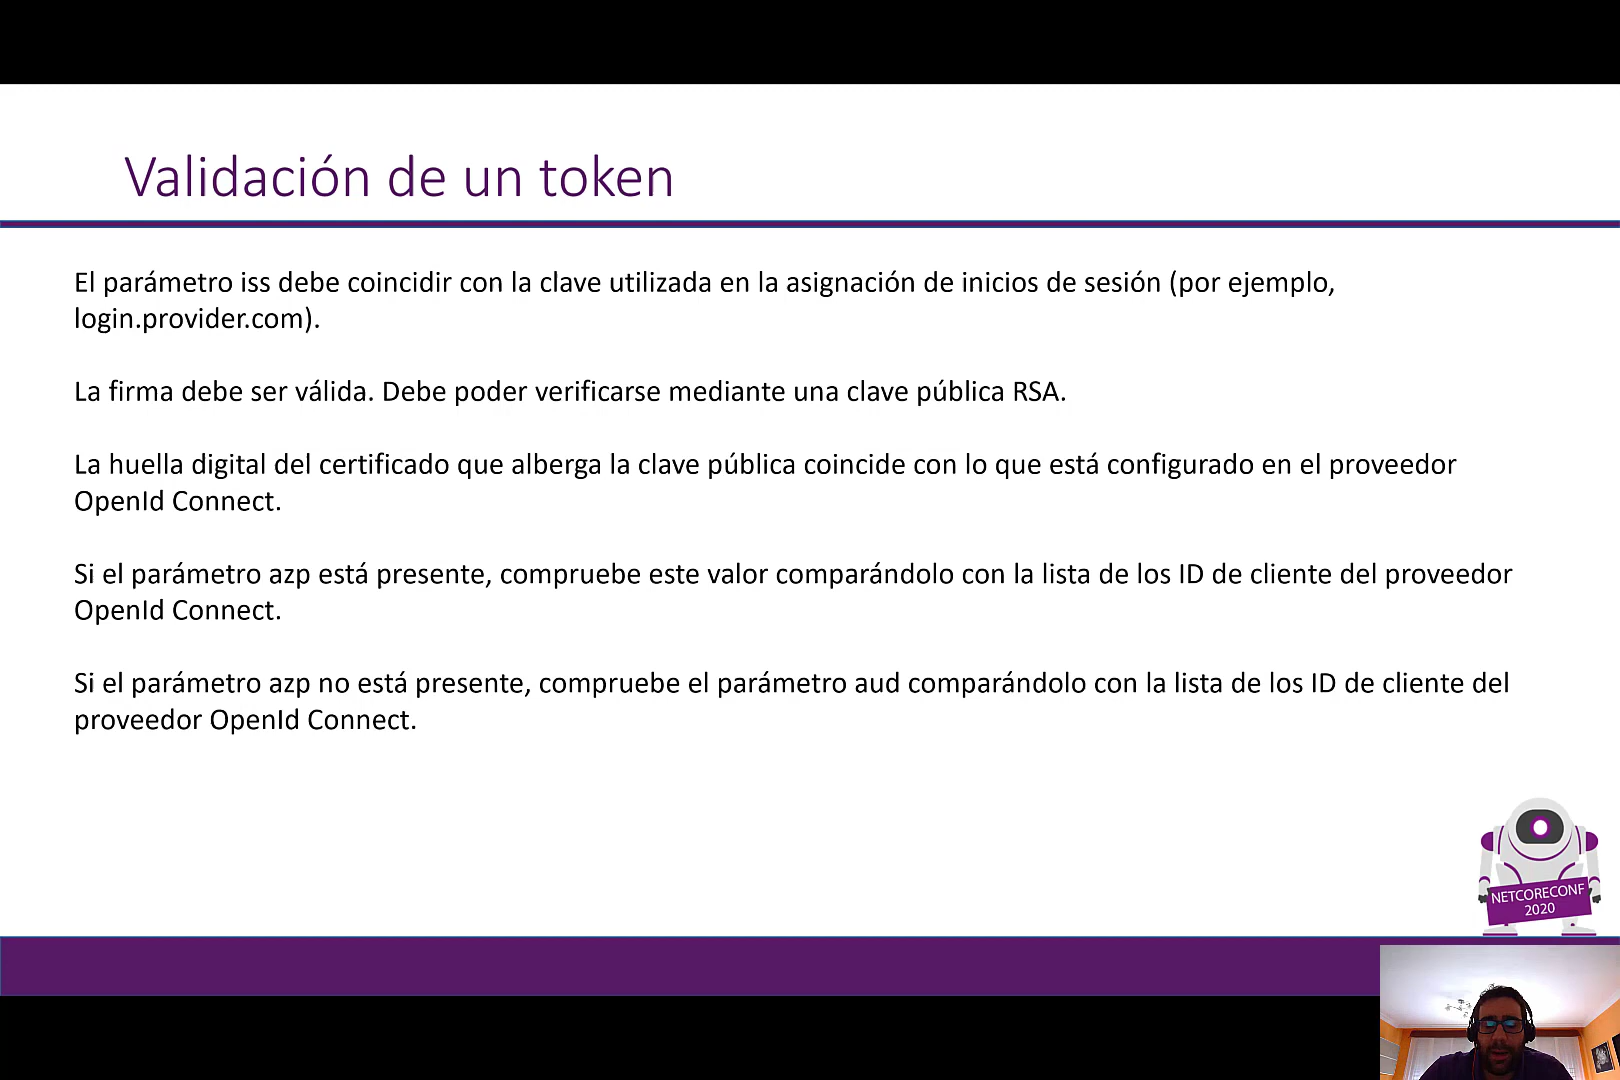 Validación de un token
El parámetro iss debe coincidir con la clave utilizada en la asignación de inicios de sesión (por ejemplo,
login.provider.com).
La firma debe ser válida. Debe poder verificarse mediante una clave pública RSA.
La huella digital del certificado que alberga la clave pública coincide con lo que está configurado en el proveedor
OpenId Connect.
Si el parámetro azp está presente, compruebe este valor comparándolo con la lista de los ID de cliente del proveedor
OpenId Connect.
Si el parámetro azp no está presente, compruebe el parámetro aud comparándolo con la lista de los ID de cliente del
proveedor OpenId Connect.
NETCORECONF
2020